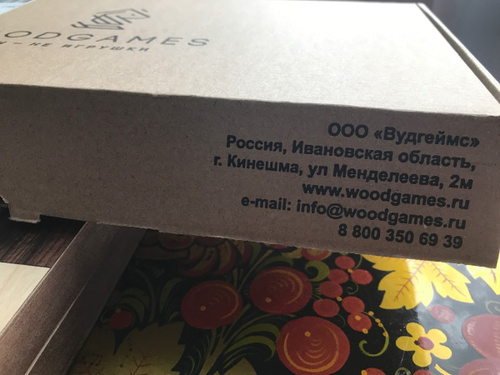 ODGAMES
– НЕ ИГРУШКИ
ООО «Вудгеймс»
Россия, Ивановская область,
г. Кинешма, ул Менделеева, 2м
www.woodgames.ru
e-mail: info@woodgames.ru
8 800 350 69 39